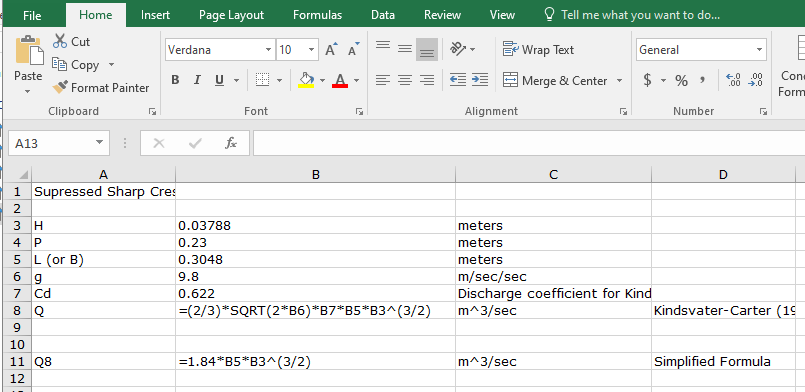 File Home Insert Page Layout Formulas Data Review View Tell me what you want to do...
Cut
Copy
Format Painter
Paste
Clipboard
Verdana 10 A A
B I U A
Font
Wrap Text
Merge & Center
Alignment
General
$ % , .00 .0 .00
Number
Con
Form
A13 fx
A B C D
1 Supressed Sharp Cres
2
3 H 0.03788 meters
4 P 0.23 meters
5 L (or B) 0.3048 meters
6 g 9.8 m/sec/sec
7 Cd 0.622 Discharge coefficient for Kind
8 Q =(2/3)*SQRT(2*B6)*B7*B5*B3^(3/2) m^3/sec Kindsvater-Carter (19
9
10
11 Q8 =1.84*B5*B3^(3/2) m^3/sec Simplified Formula
12